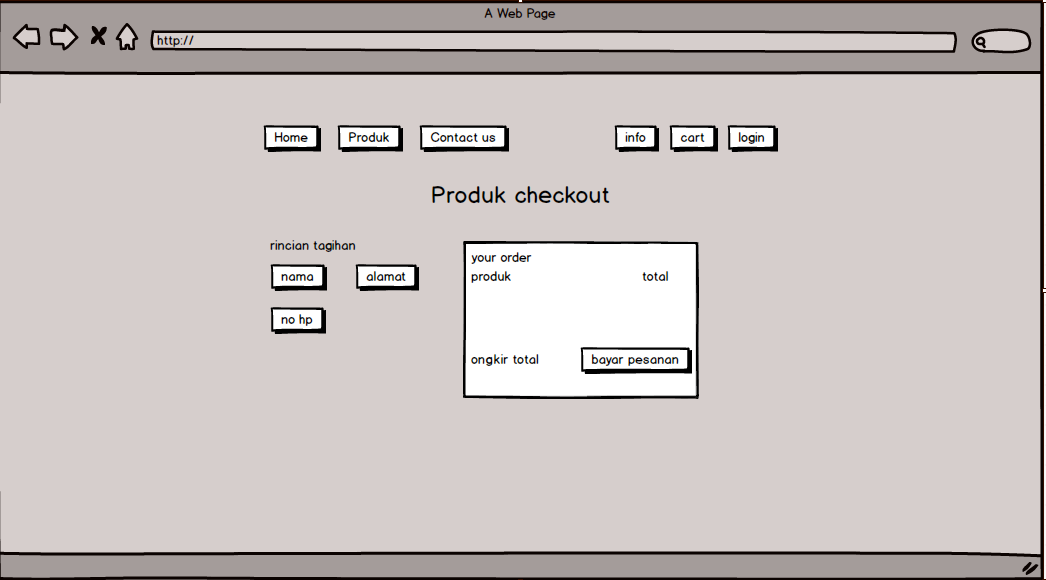 A Web Page
http://
Home Produk Contact us info cart login
Produk checkout
rincian tagihan
nama alamat
no hp
your order
produk total
ongkir total bayar pesanan